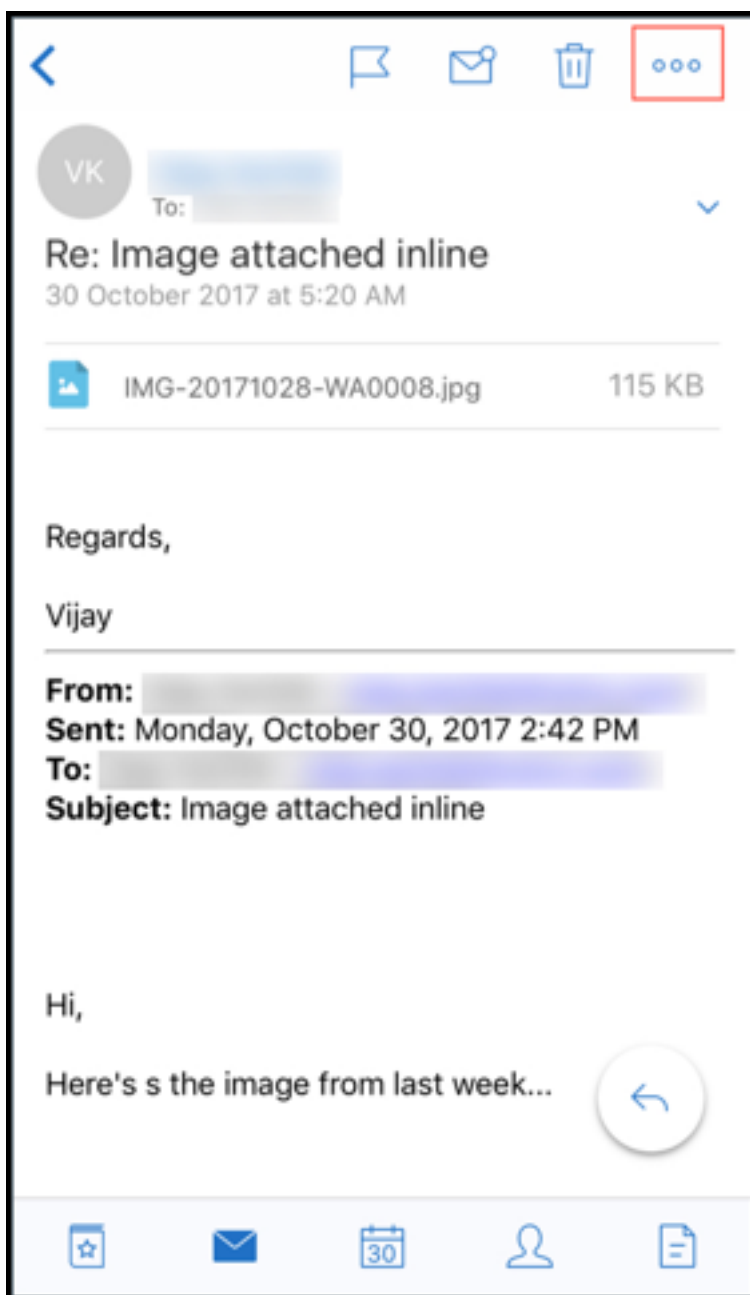 VK
To:
Re: Image attached inline
30 October 2017 at 5:20 AM
IMG-20171028-WA0008.jpg 115 KB
Regards,
Vijay
From:
Sent: Monday, October 30, 2017 2:42 PM
To:
Subject: Image attached inline
Hi,
Here's s the image from last week...
30